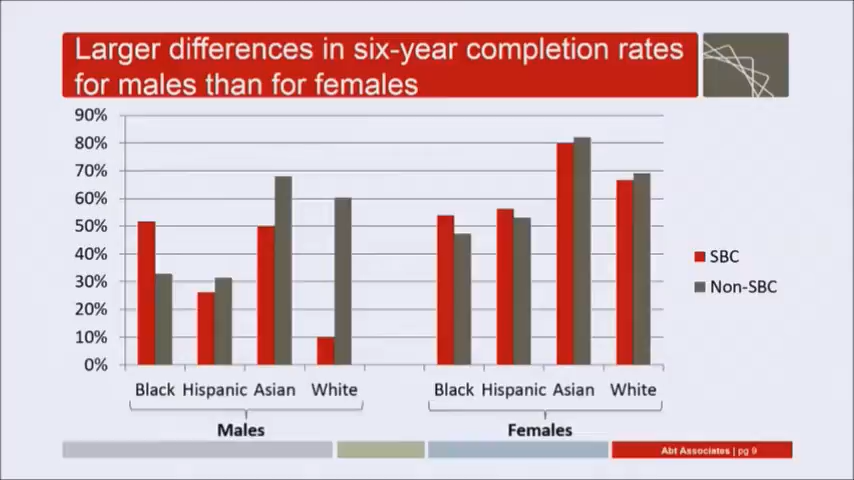 Larger differences in six-year completion rates
for males than for females
90%
80%
70%
60%
50%
40%
30%
20%
10%
0%
Black Hispanic Asian White Black Hispanic Asian White
Males Females
SBC
Non-SBC
Abt Associates | pg 9